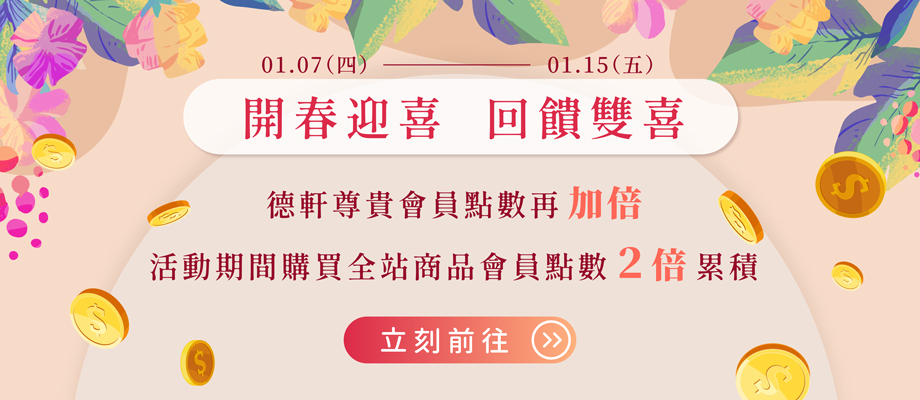 01.07(四) 01.15(五)
開春迎喜 回饋雙喜
德軒尊貴會員點數再 加倍
活動期間購買全站商品會員點數 2 倍 累積
立刻前往